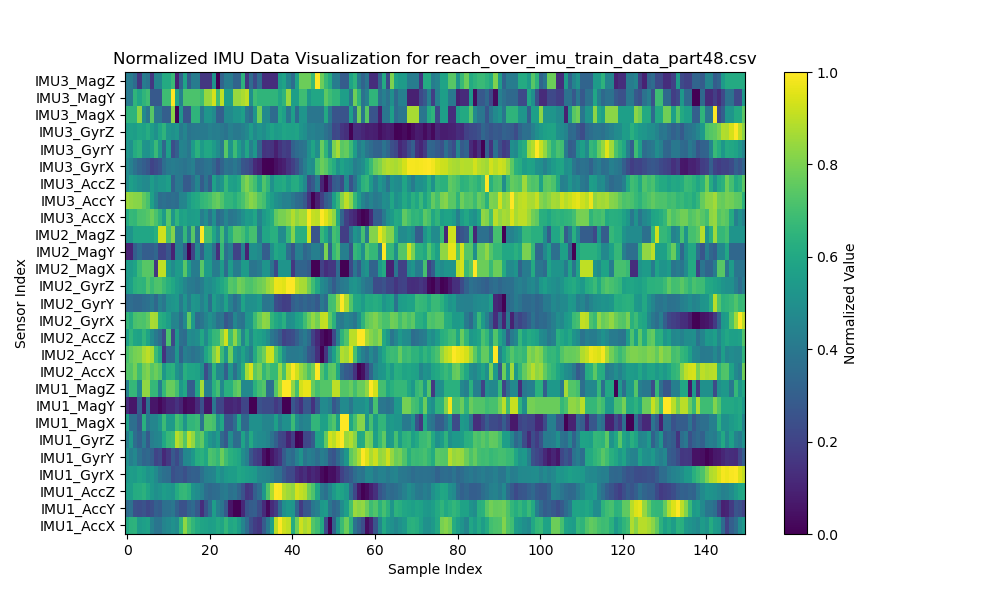 Normalized IMU Data Visualization for reach_over_imu_train_data_part48.csv
IMU3_MagZ
IMU3_MagY
IMU3_MagX
IMU3_GyrZ
IMU3_GyrY
IMU3_GyrX
IMU3_AccZ
IMU3_AccY
IMU3_AccX
IMU2_MagZ
IMU2_MagY
IMU2_MagX
IMU2_GyrZ
IMU2_GyrY
IMU2_GyrX
IMU2_AccZ
IMU2_AccY
IMU2_AccX
IMU1_MagZ
IMU1_MagY
IMU1_MagX
IMU1_GyrZ
IMU1_GyrY
IMU1_GyrX
IMU1_AccZ
IMU1_AccY
IMU1_AccX
Sensor Index
0 20 40 60 80 100 120 140
Sample Index
1.0
0.8
0.6
0.4
0.2
0.0
Normalized Value